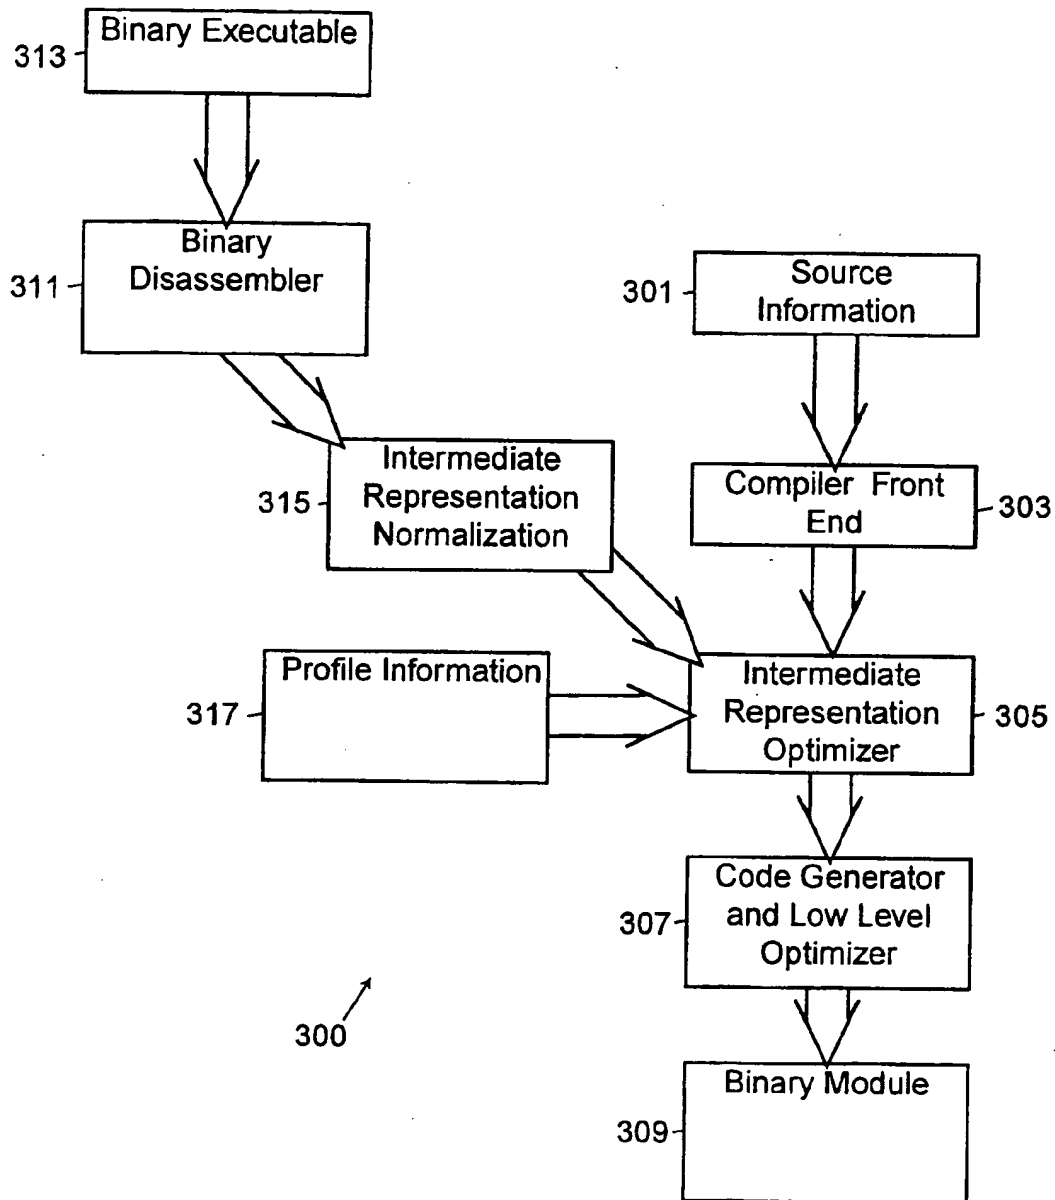 Binary Executable
313
Binary
Disassembler
311
Source
Information
301
Intermediate
Representation
Normalization
315
Compiler Front
End
303
Profile Information
317
Intermediate
Representation
Optimizer
305
Code Generator
and Low Level
Optimizer
307
300
Binary Module
309